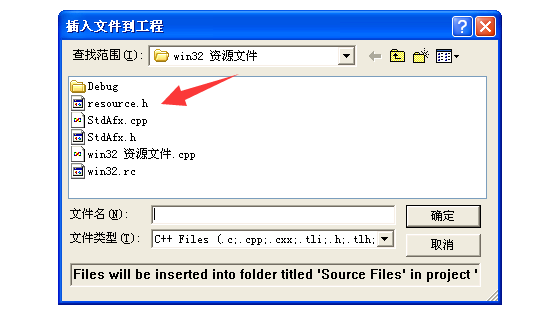 插入文件到工程
查找范围(I): win32 资源文件
Debug
resource.h
StdAfx.cpp
StdAfx.h
win32 资源文件.cpp
win32.rc
文件名(N): 确定
文件类型(T): C++ Files (.c;.cpp;.cxx;.tli;.h;.tlh; 取消
Files will be inserted into folder titled 'Source Files' in project '